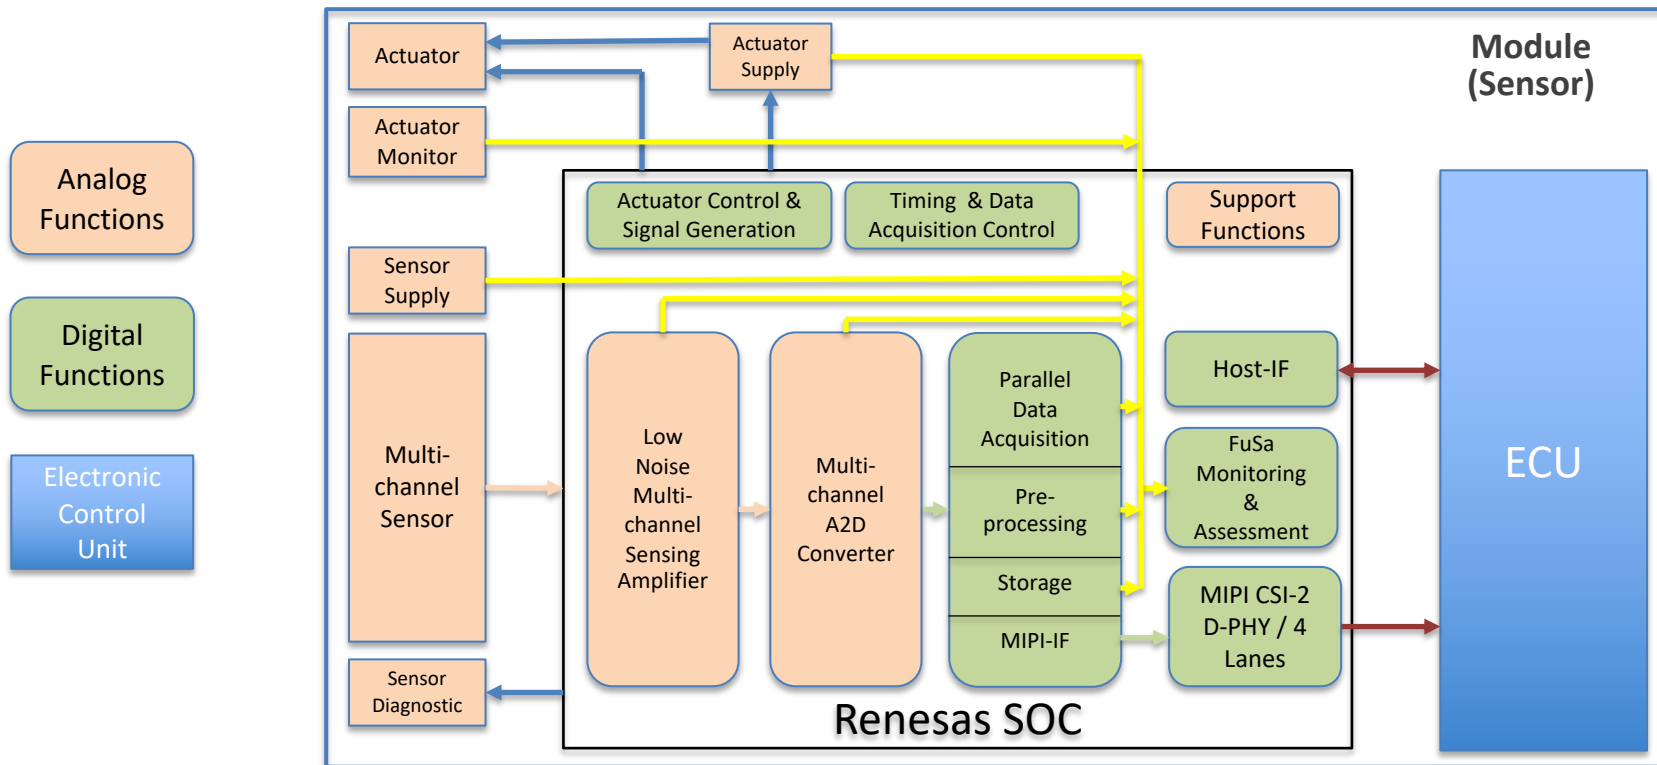 Analog
Functions
Digital
Functions
Electronic
Control
Unit
Module
(Sensor)
Actuator
Actuator
Supply
Actuator
Monitor
Actuator Control &
Signal Generation
Timing & Data
Acquisition Control
Support
Functions
Sensor
Supply
Multi-
channel
Sensor
Low
Noise
Multi-
channel
Sensing
Amplifier
Multi-
channel
A2D
Converter
Parallel
Data
Acquisition
Pre-
processing
Storage
MIPI-IF
Host-IF
FuSa
Monitoring
&
Assessment
MIPI CSI-2
D-PHY / 4
Lanes
ECU
Sensor
Diagnostic
Renesas SOC